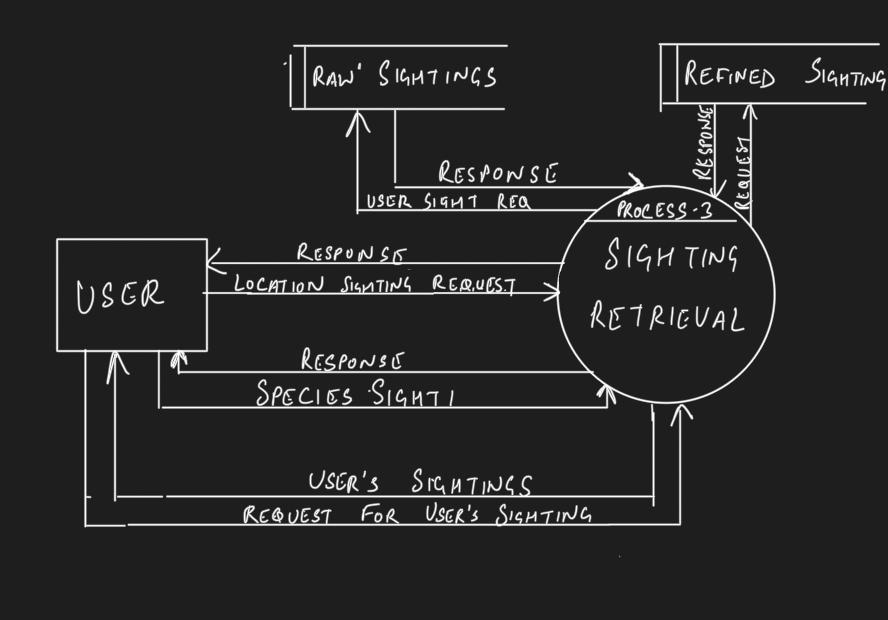 RAW' SIGHTINGS
REFINED SIGHTING
RESPONSE
REQUEST
RESPONSE
USER SIGHT REQ
PROCESS-3
SIGHTING
RETRIEVAL
RESPONSE
LOCATION SIGHTING REQUEST
USER
RESPONSE
SPECIES SIGHTI
USER'S SIGHTINGS
REQUEST FOR USER'S SIGHTING